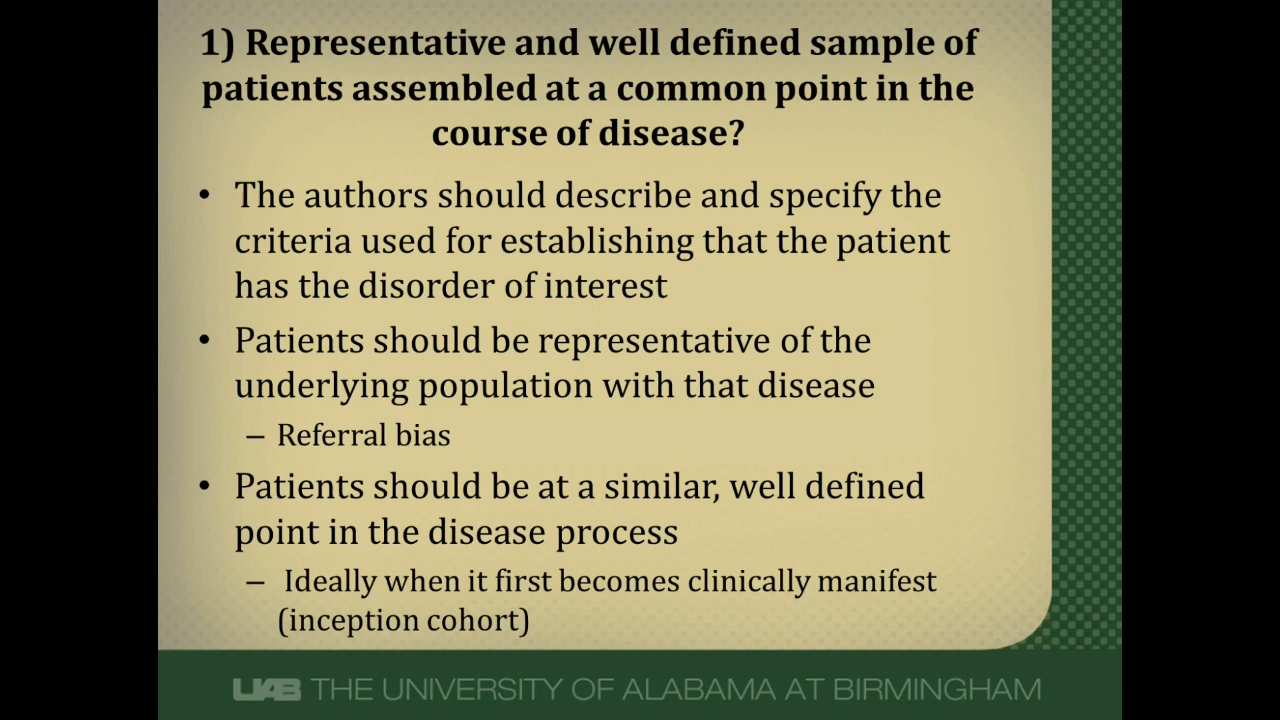 1) Representative and well defined sample of
patients assembled at a common point in the
course of disease?
• The authors should describe and specify the
criteria used for establishing that the patient
has the disorder of interest
• Patients should be representative of the
underlying population with that disease
– Referral bias
• Patients should be at a similar, well defined
point in the disease process
– Ideally when it first becomes clinically manifest
(inception cohort)
UAB THE UNIVERSITY OF ALABAMA AT BIRMINGHAM